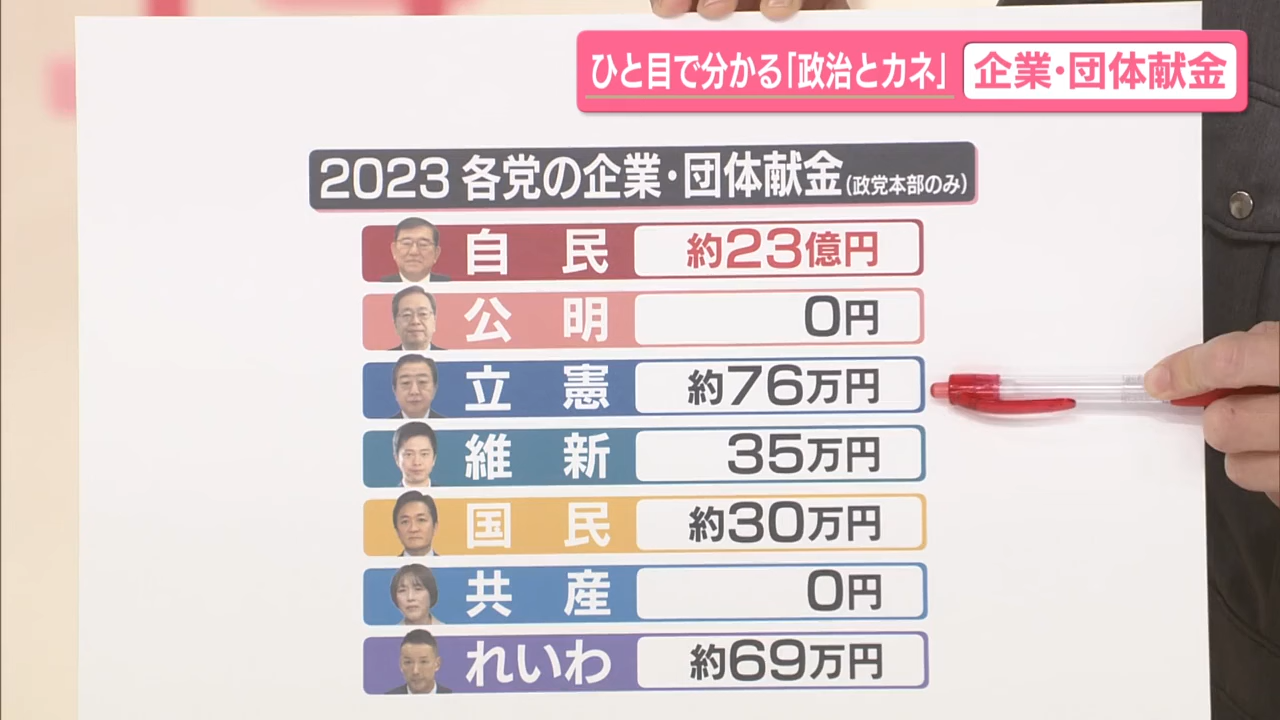 ひと目で分かる「政治とカネ」 企業・団体献金
2023 各党の企業・団体献金(政党本部のみ)
自民 約23億円
公明 0円
立憲 約76万円
維新 35万円
国民 約30万円
共産 0円
れいわ 約69万円